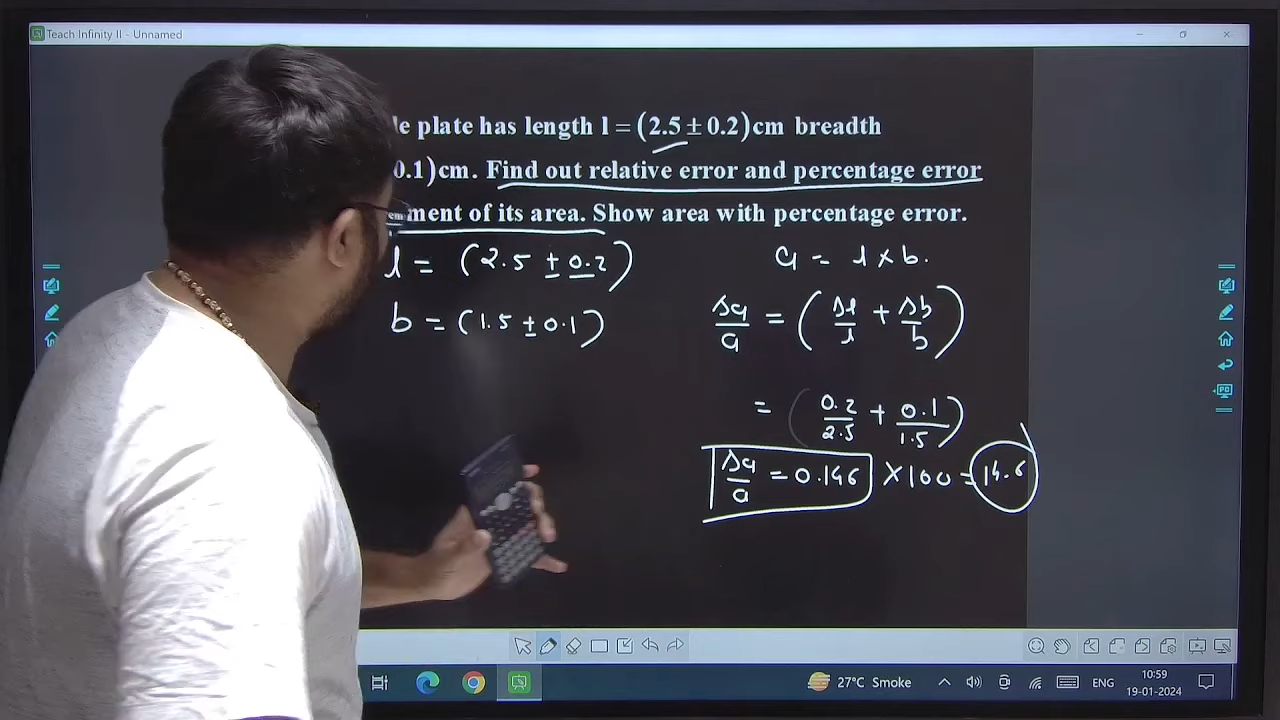 Teach Infinity II - Unnamed
le plate has length l = (2.5 ± 0.2)cm breadth
0.1)cm. Find out relative error and percentage error
ment of its area. Show area with percentage error.
l = (2.5 ± 0.2)
b = (1.5 ± 0.1)
a = l × b.
Δa/a = (Δl/l + Δb/b)
= (0.2/2.5 + 0.1/1.5)
Δa/a = 0.146 × 100 = 14.6
27°C Smoke
ENG
10:59
19-01-2024